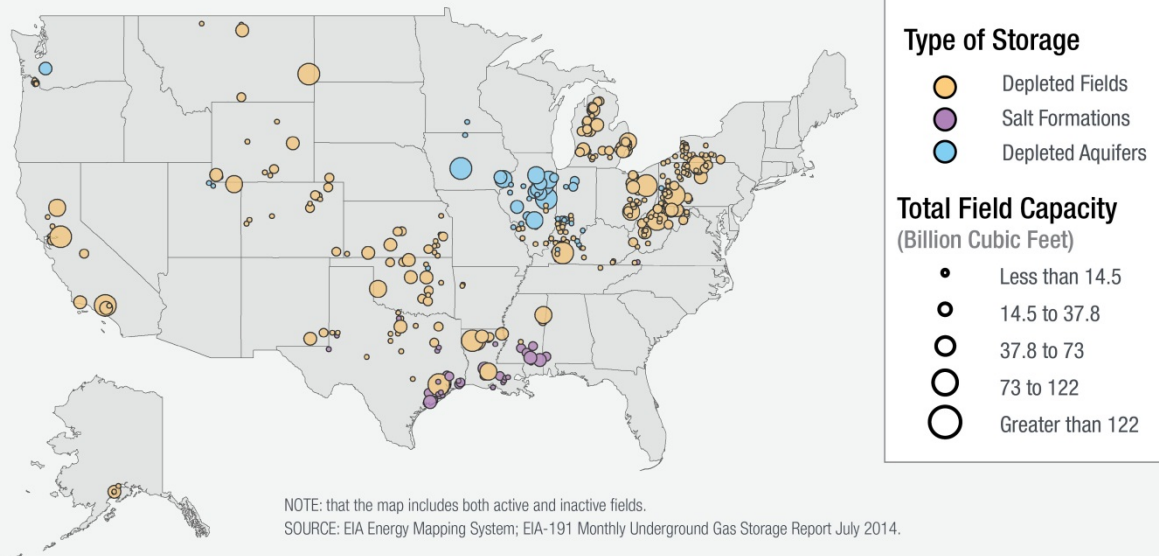 Type of Storage
Depleted Fields
Salt Formations
Depleted Aquifers
Total Field Capacity
(Billion Cubic Feet)
Less than 14.5
14.5 to 37.8
37.8 to 73
73 to 122
Greater than 122
NOTE: that the map includes both active and inactive fields.
SOURCE: EIA Energy Mapping System; EIA-191 Monthly Underground Gas Storage Report July 2014.